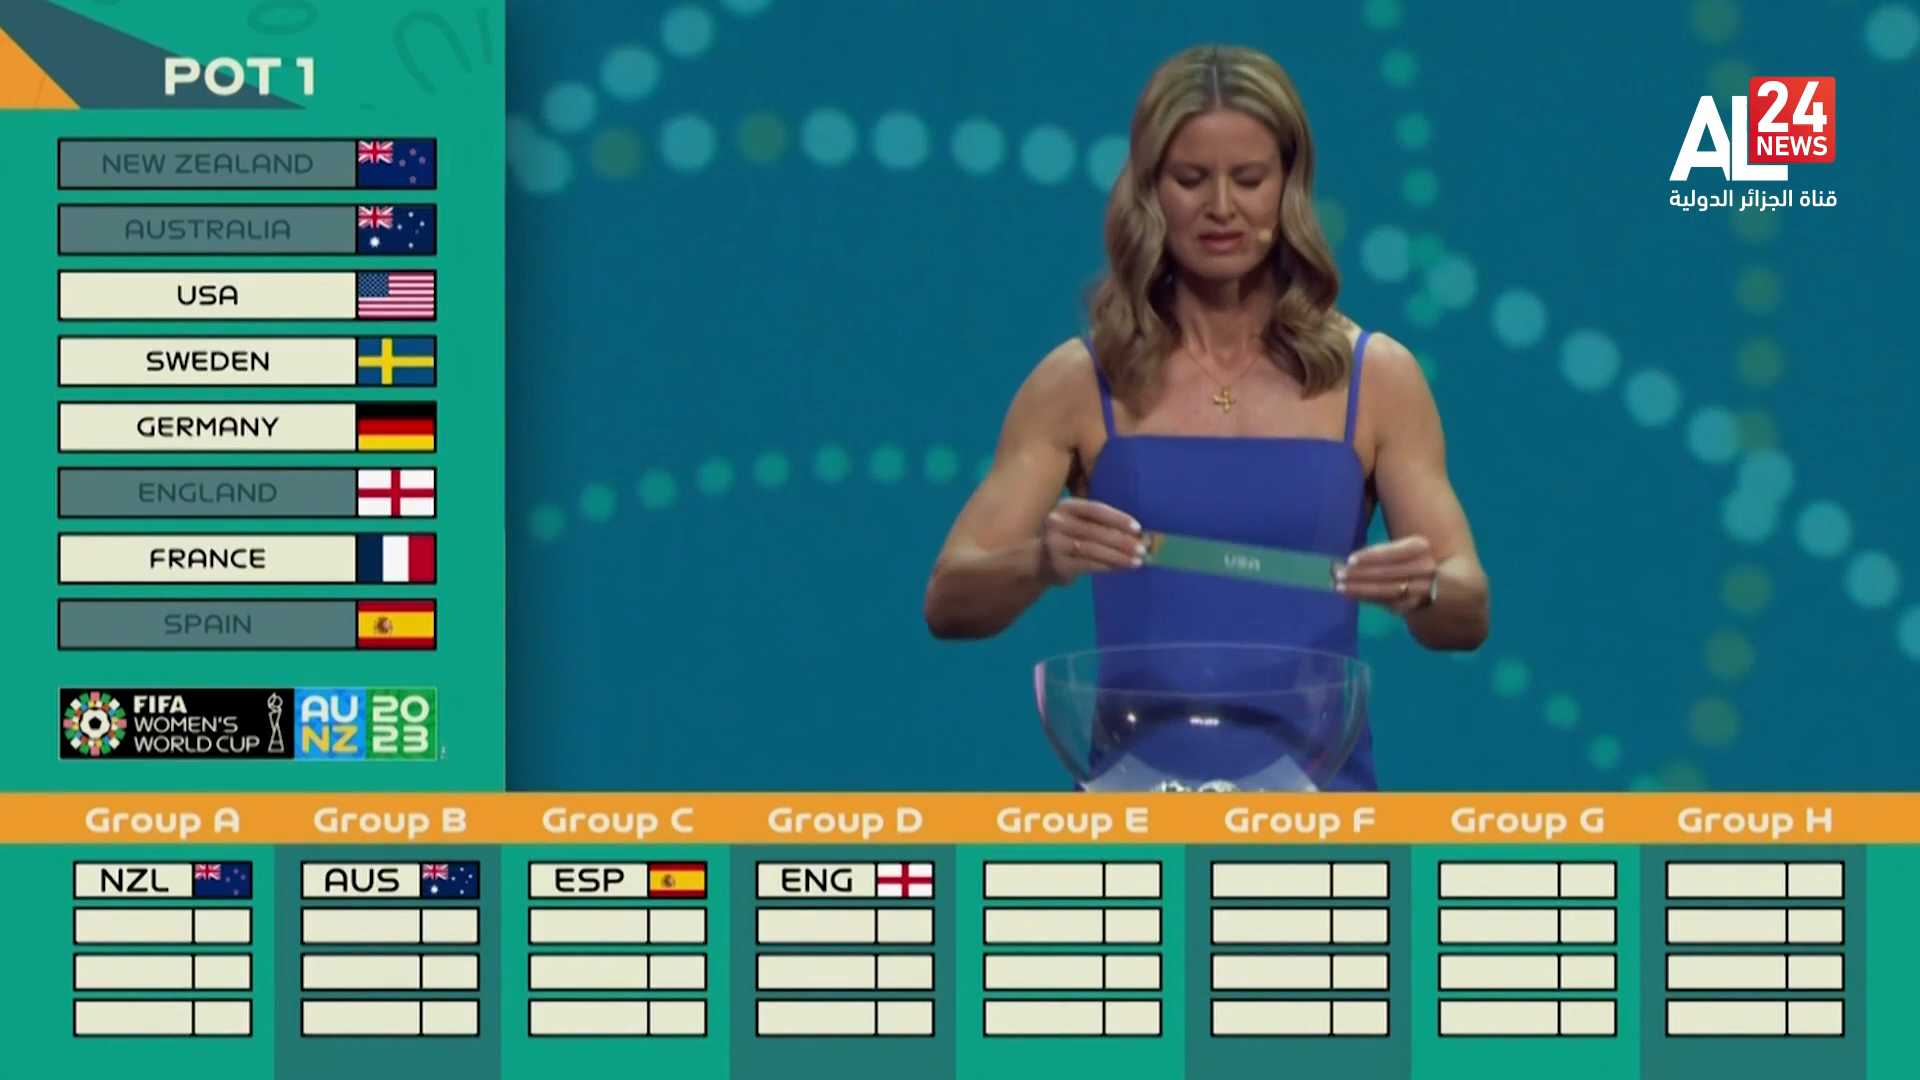 POT 1
NEW ZEALAND
AUSTRALIA
USA
SWEDEN
GERMANY
ENGLAND
FRANCE
SPAIN
FIFA
WOMEN'S
WORLD CUP
AU
NZ
20
23
AL
24
NEWS
قناة الجزائر الدولية
USA
Group A
Group B
Group C
Group D
Group E
Group F
Group G
Group H
NZL
AUS
ESP
ENG